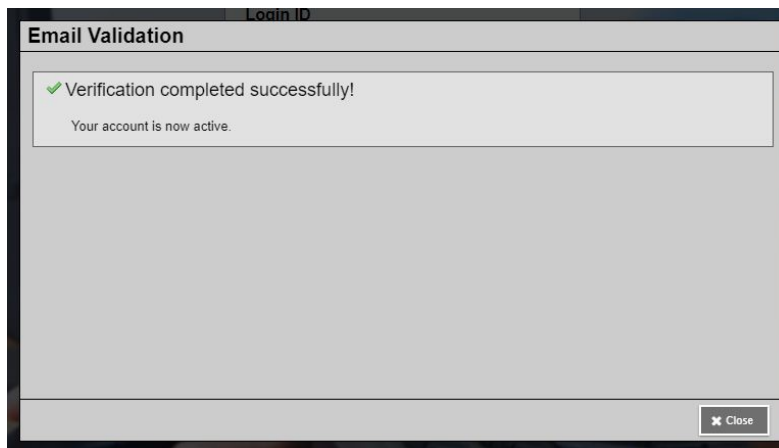 Login ID
Email Validation
Verification completed successfully!
Your account is now active.
Close